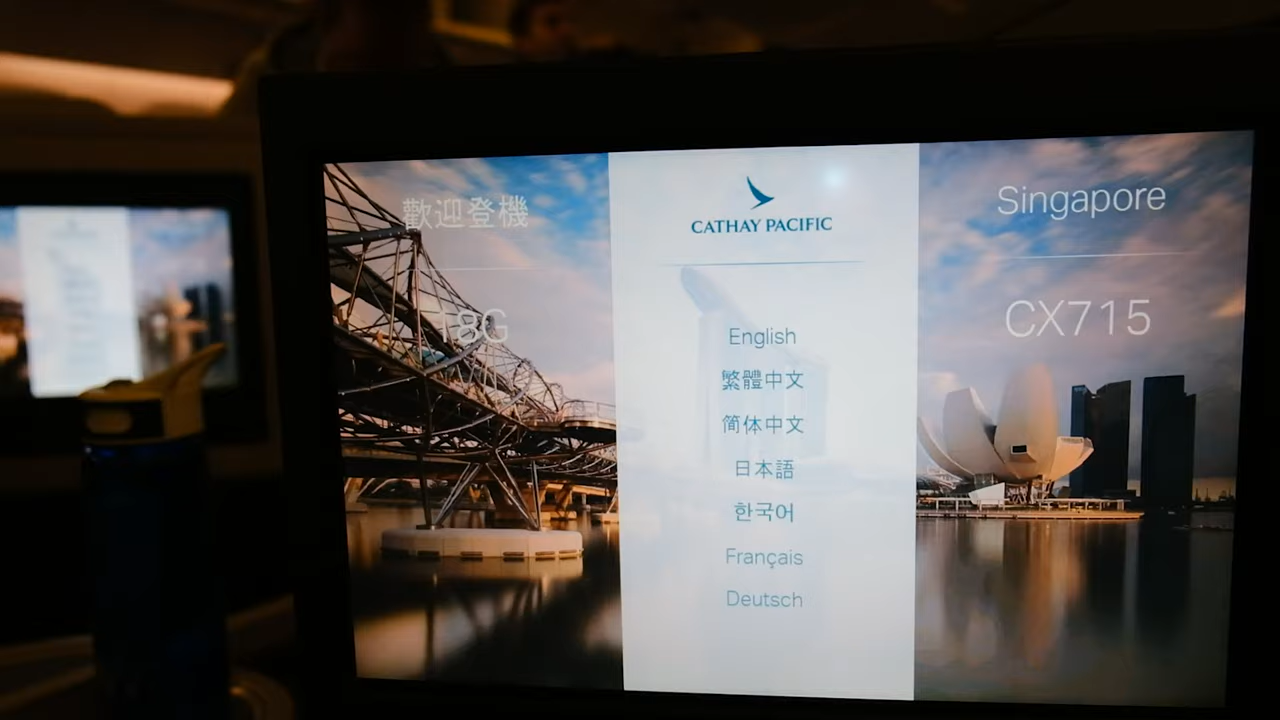 歡迎登機
18G
CATHAY PACIFIC
English
繁體中文
简体中文
日本語
한국어
Français
Deutsch
Singapore
CX715